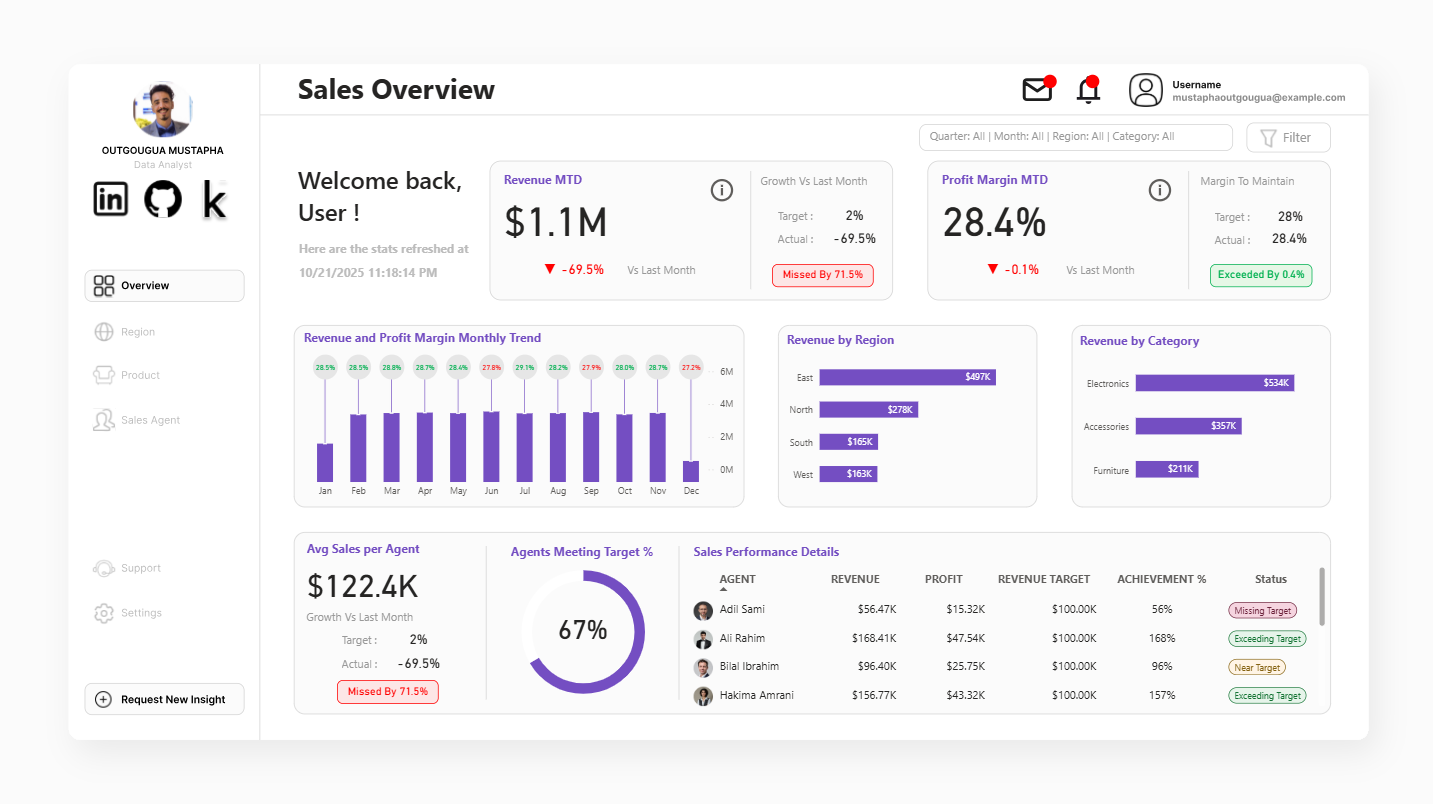 OUTGOUGUA MUSTAPHA
Data Analyst
in
k
Overview
Region
Product
Sales Agent
Support
Settings
Request New Insight
Sales Overview
Username
mustaphaoutgougua@example.com
Quarter: All | Month: All | Region: All | Category: All
Filter
Welcome back,
User !
Here are the stats refreshed at
10/21/2025 11:18:14 PM
Revenue MTD
$1.1M
▼ -69.5% Vs Last Month
Growth Vs Last Month
Target : 2%
Actual : -69.5%
Missed By 71.5%
Profit Margin MTD
28.4%
▼ -0.1% Vs Last Month
Margin To Maintain
Target : 28%
Actual : 28.4%
Exceeded By 0.4%
Revenue and Profit Margin Monthly Trend
28.5% 28.5% 28.8% 28.7% 28.4% 27.8% 29.1% 28.2% 27.9% 28.0% 28.7% 27.2%
6M
4M
2M
0M
Jan Feb Mar Apr May Jun Jul Aug Sep Oct Nov Dec
Revenue by Region
East $497K
North $278K
South $165K
West $163K
Revenue by Category
Electronics $534K
Accessories $357K
Furniture $211K
Avg Sales per Agent
$122.4K
Growth Vs Last Month
Target : 2%
Actual : -69.5%
Missed By 71.5%
Agents Meeting Target %
67%
Sales Performance Details
AGENT REVENUE PROFIT REVENUE TARGET ACHIEVEMENT % Status
Adil Sami $56.47K $15.32K $100.00K 56% Missing Target
Ali Rahim $168.41K $47.54K $100.00K 168% Exceeding Target
Bilal Ibrahim $96.40K $25.75K $100.00K 96% Near Target
Hakima Amrani $156.77K $43.32K $100.00K 157% Exceeding Target